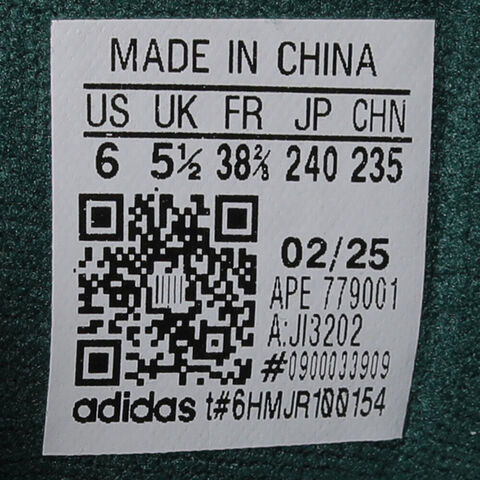 MADE IN CHINA
US UK FR JP CHN
6 5½ 38⅔ 240 235
02/25
APE 779001
A:JI3202
#0900033909
adidas t#6HMJR100154